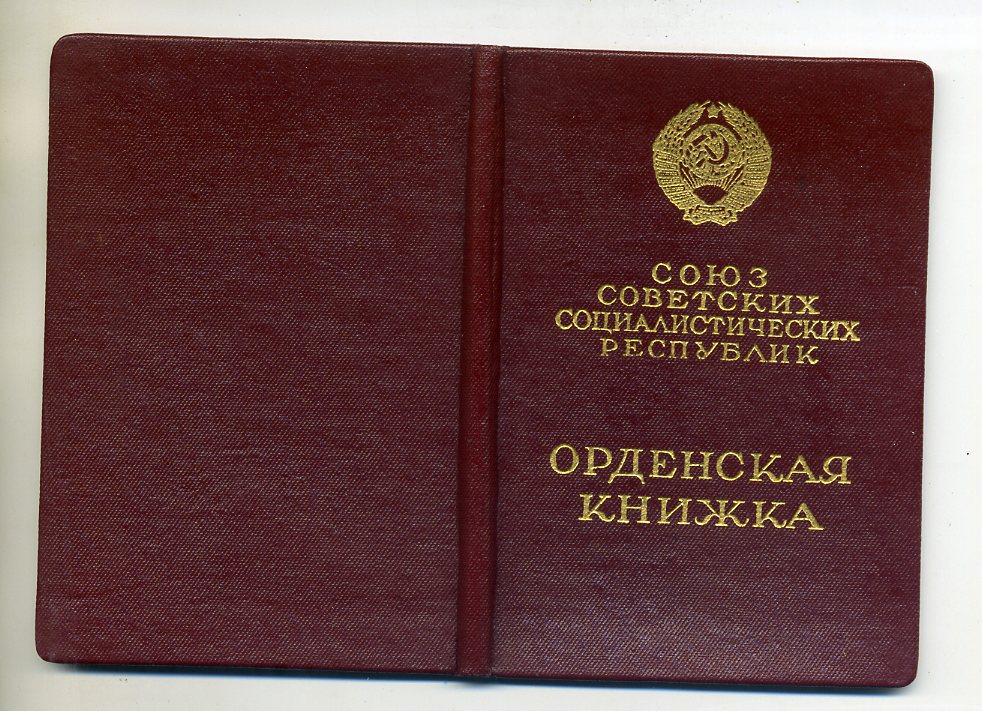 СОЮЗ
СОВЕТСКИХ
СОЦИАЛИСТИЧЕСКИХ
РЕСПУБЛИК
ОРДЕНСКАЯ
КНИЖКА